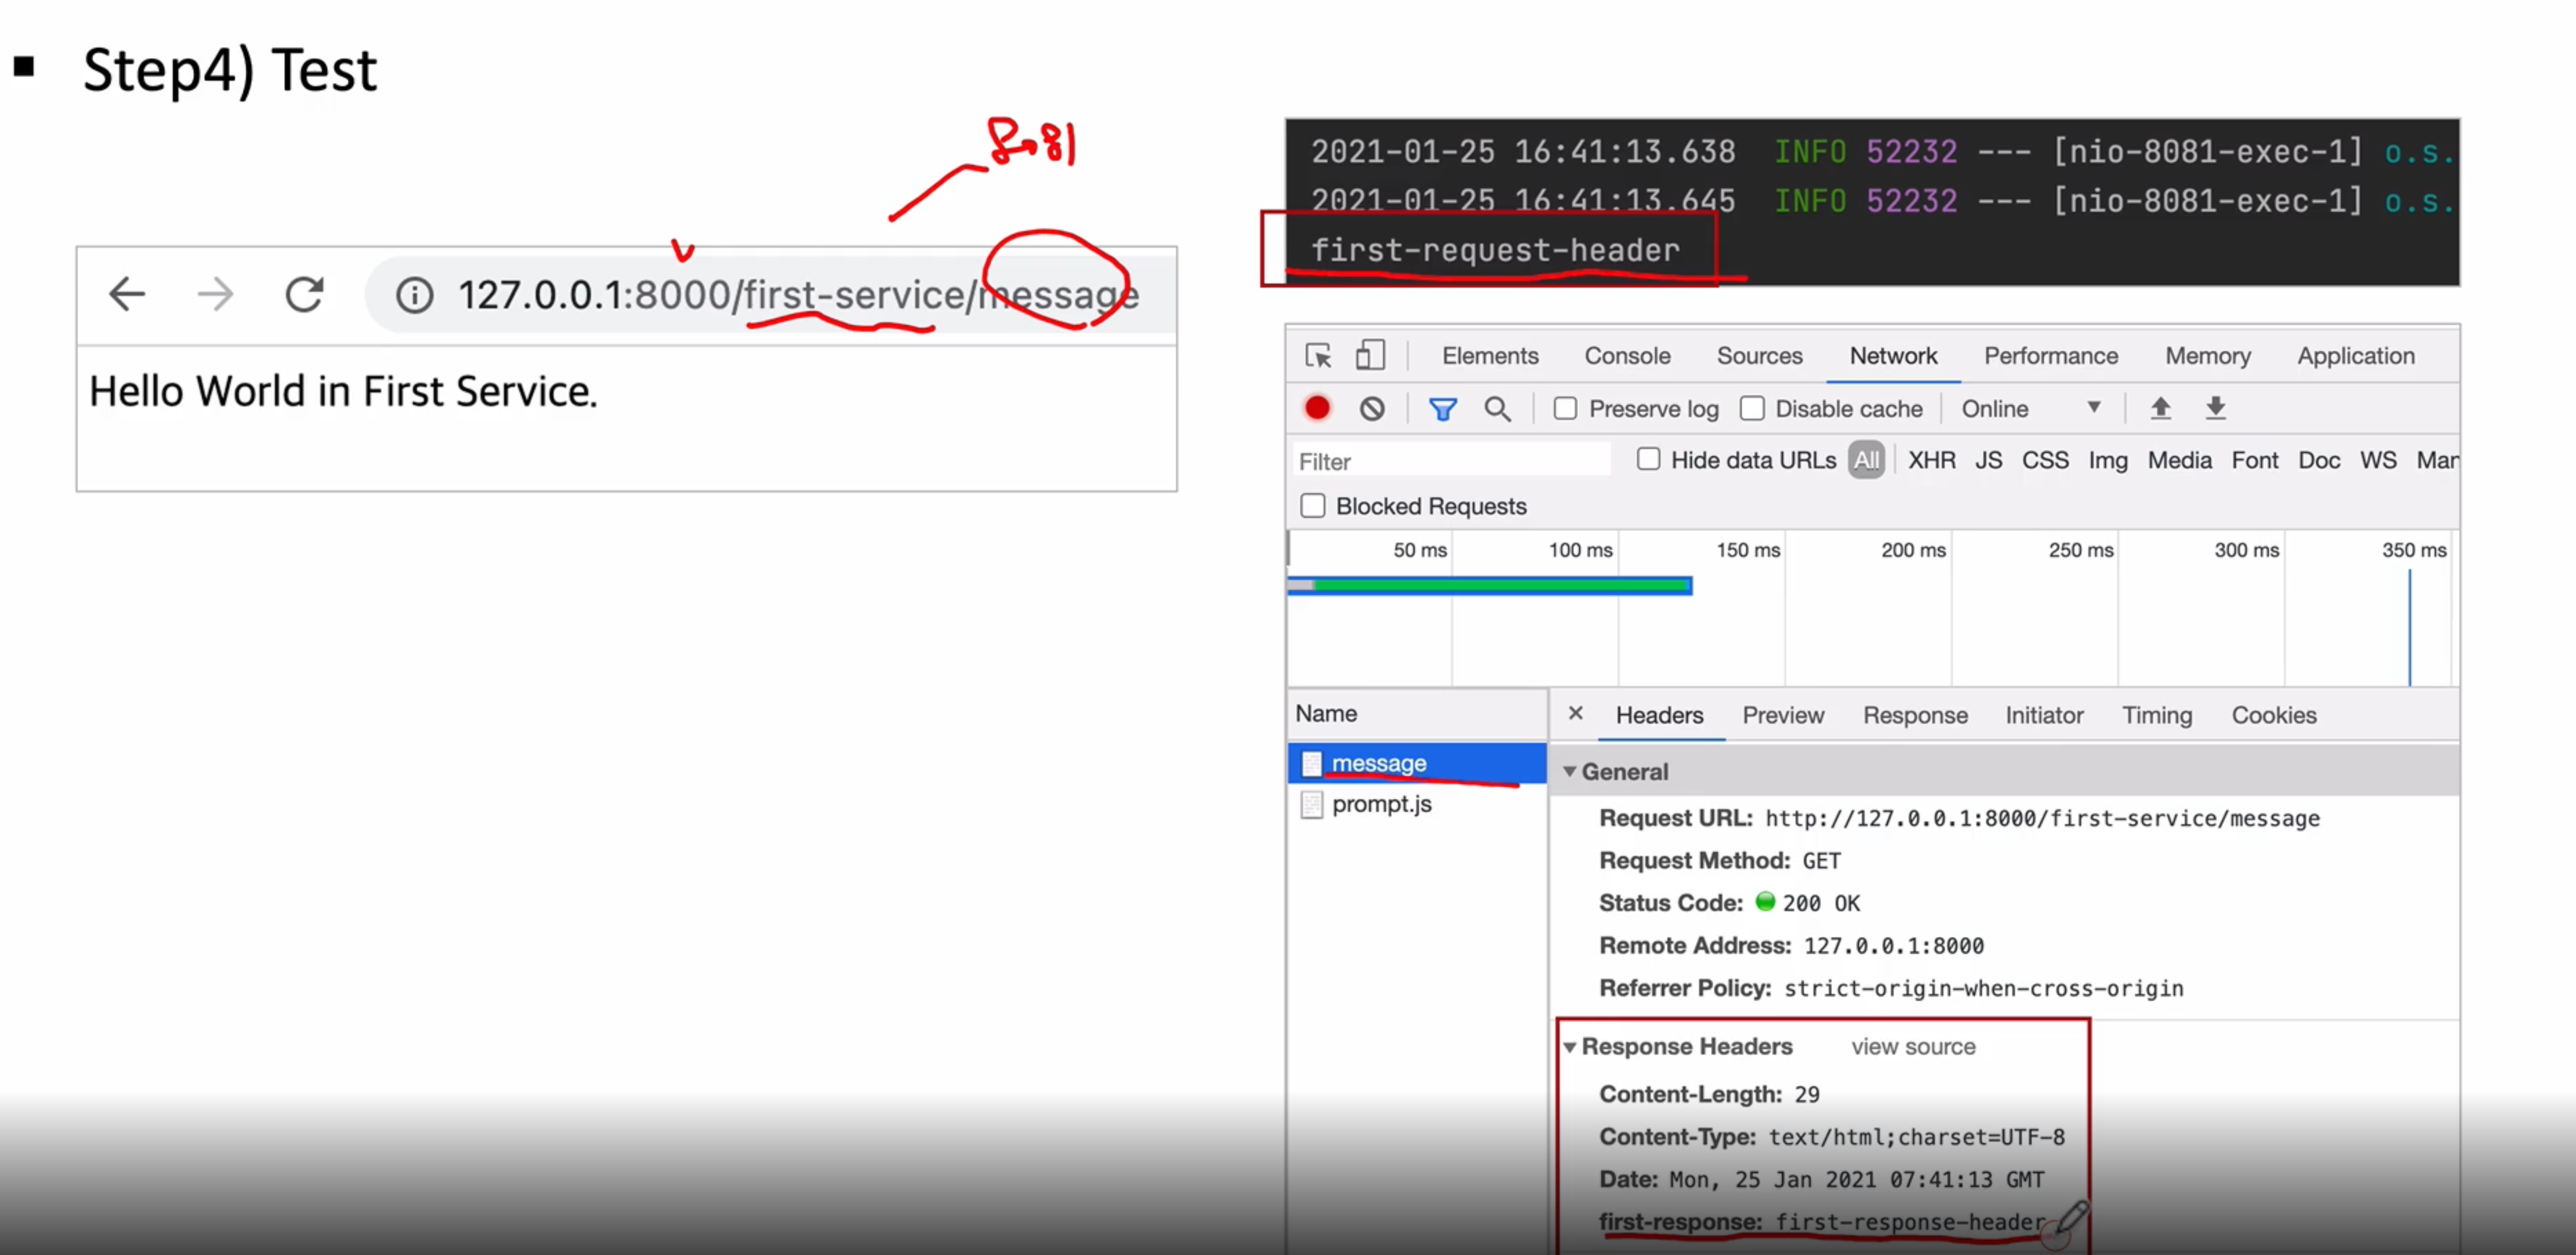 ▪ Step4) Test
127.0.0.1:8000/first-service/message
Hello World in First Service.
2021-01-25 16:41:13.638 INFO 52232 --- [nio-8081-exec-1] o.s.
2021-01-25 16:41:13.645 INFO 52232 --- [nio-8081-exec-1] o.s.
first-request-header
Elements Console Sources Network Performance Memory Application
Preserve log Disable cache Online
Filter Hide data URLs All XHR JS CSS Img Media Font Doc WS Man
Blocked Requests
50 ms 100 ms 150 ms 200 ms 250 ms 300 ms 350 ms
Name
message
prompt.js
× Headers Preview Response Initiator Timing Cookies
General
Request URL: http://127.0.0.1:8000/first-service/message
Request Method: GET
Status Code: 200 OK
Remote Address: 127.0.0.1:8000
Referrer Policy: strict-origin-when-cross-origin
Response Headers view source
Content-Length: 29
Content-Type: text/html;charset=UTF-8
Date: Mon, 25 Jan 2021 07:41:13 GMT
first-response: first-response-header